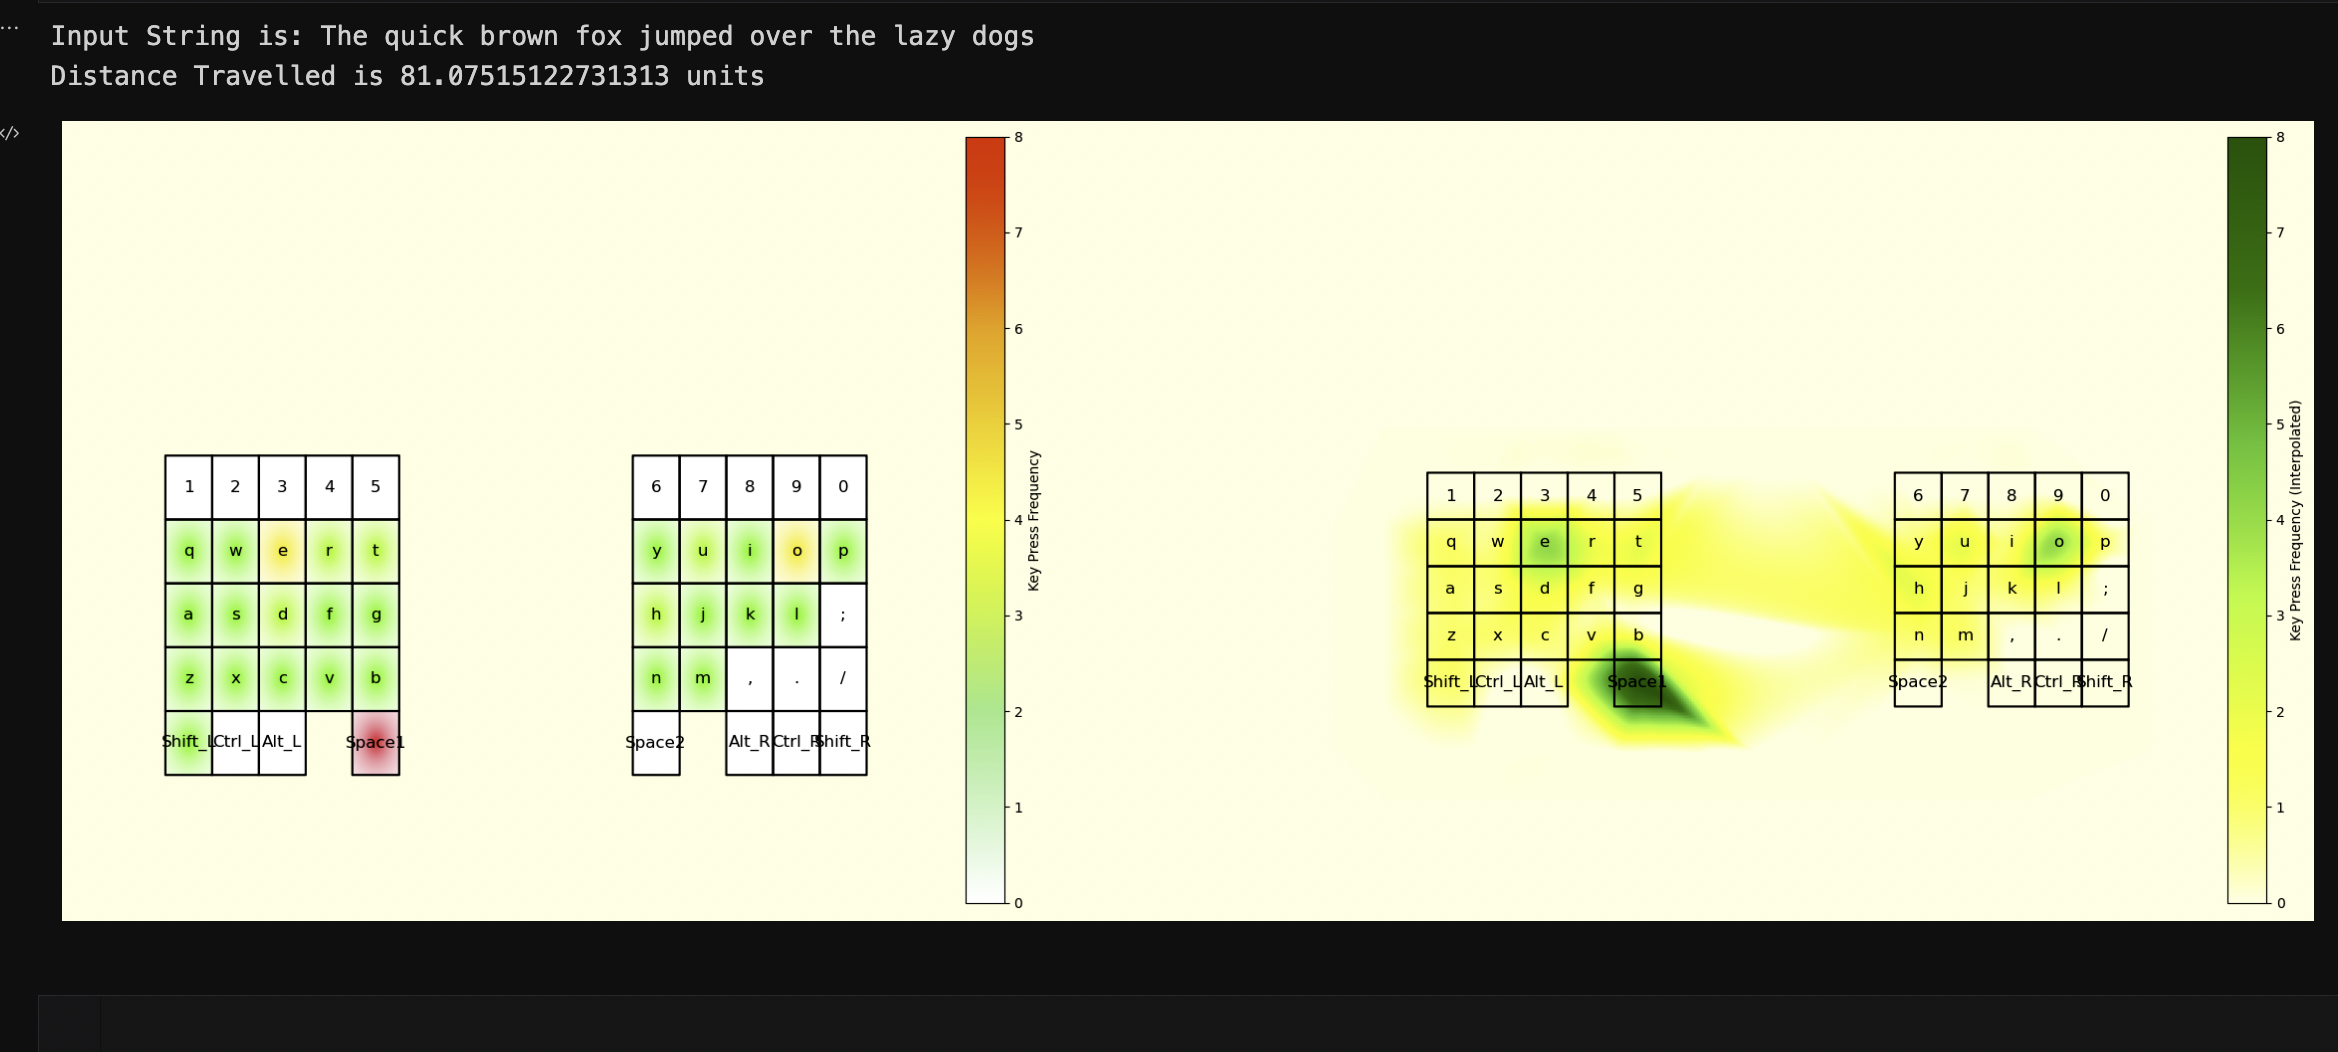 Input String is: The quick brown fox jumped over the lazy dogs
Distance Travelled is 81.07515122731313 units
1 2 3 4 5 6 7 8 9 0
q w e r t y u i o p
a s d f g h j k l ;
z x c v b n m , . /
Shift_L Ctrl_L Alt_L Space1 Space2 Alt_R Ctrl_R Shift_R
8
7
6
5
4
3
2
1
0
Key Press Frequency
1 2 3 4 5 6 7 8 9 0
q w e r t y u i o p
a s d f g h j k l ;
z x c v b n m , . /
Shift_L Ctrl_L Alt_L Space1 Space2 Alt_R Ctrl_R Shift_R
8
7
6
5
4
3
2
1
0
Key Press Frequency (Interpolated)